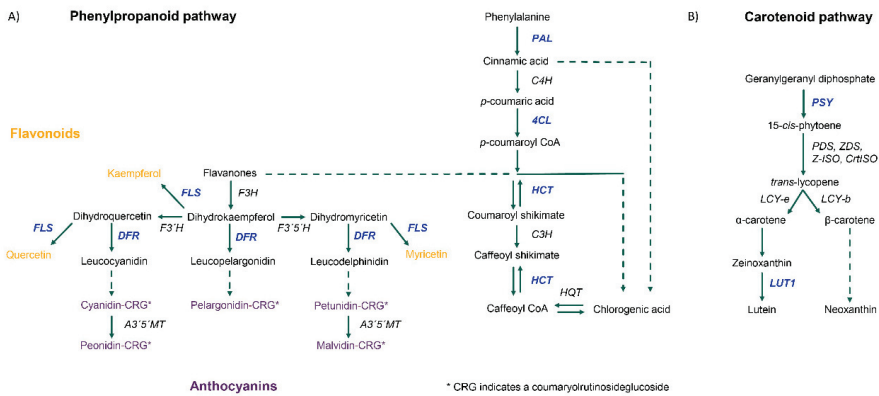 A)
Phenylpropanoid pathway
Phenylalanine
PAL
Cinnamic acid
C4H
p-coumaric acid
4CL
p-coumaroyl CoA
Flavonoids
Kaempferol
Flavanones
FLS
F3H
HCT
Dihydroquercetin
Dihydrokaempferol
Dihydromyricetin
Coumaroyl shikimate
FLS
DFR
F3´H
DFR
F3´5´H
DFR
FLS
C3H
Quercetin
Leucocyanidin
Leucopelargonidin
Leucodelphinidin
Myricetin
Caffeoyl shikimate
HCT
HQT
Cyanidin-CRG*
Pelargonidin-CRG*
Petunidin-CRG*
Caffeoyl CoA
Chlorogenic acid
A3´5´MT
A3´5´MT
Peonidin-CRG*
Malvidin-CRG*
Anthocyanins
* CRG indicates a coumaryolrutinosideglucoside
B)
Carotenoid pathway
Geranylgeranyl diphosphate
PSY
15-cis-phytoene
PDS, ZDS,
Z-ISO, CrtISO
trans-lycopene
LCY-e
LCY-b
α-carotene
β-carotene
Zeinoxanthin
LUT1
Lutein
Neoxanthin